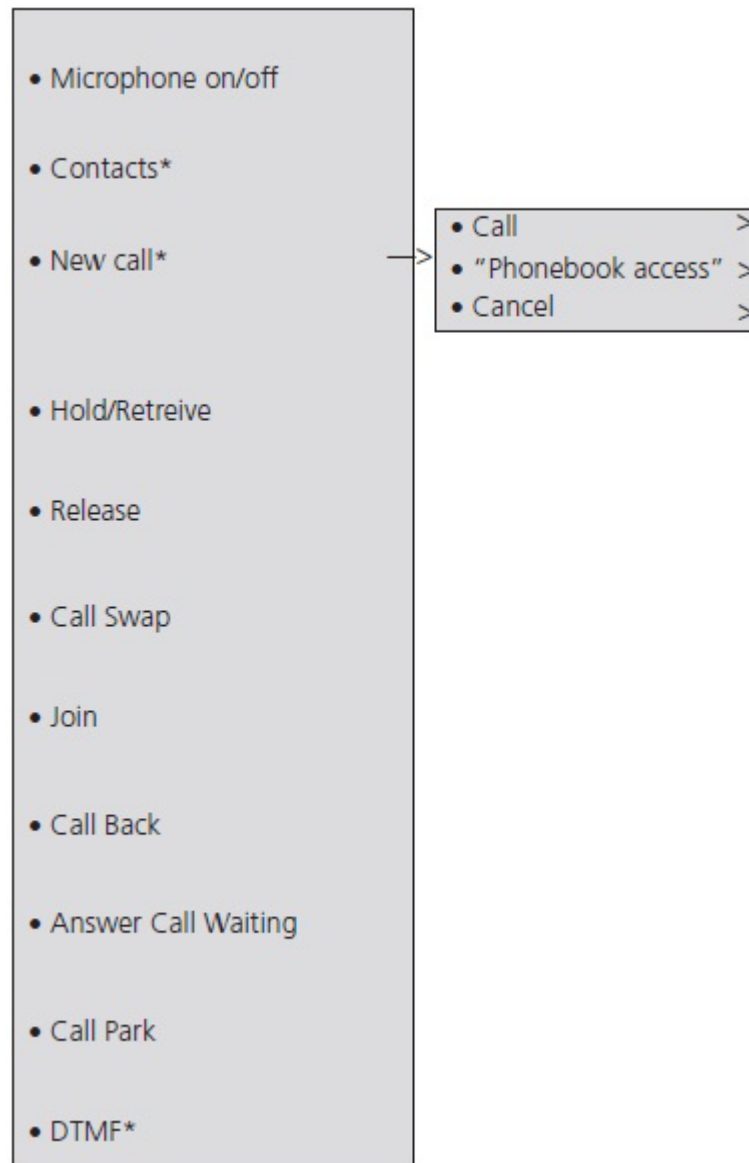 • Microphone on/off
• Contacts*
• New call*
• Call >
• "Phonebook access" >
• Cancel >
• Hold/Retreive
• Release
• Call Swap
• Join
• Call Back
• Answer Call Waiting
• Call Park
• DTMF*